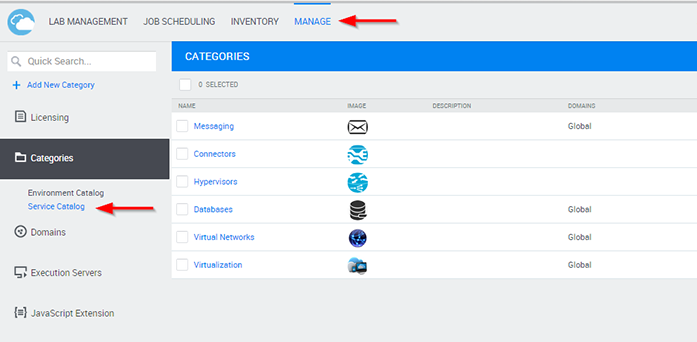 LAB MANAGEMENT JOB SCHEDULING INVENTORY MANAGE
Quick Search...
+ Add New Category
Licensing
Categories
Environment Catalog
Service Catalog
Domains
Execution Servers
JavaScript Extension
CATEGORIES
0 SELECTED
NAME IMAGE DESCRIPTION DOMAINS
Messaging Global
Connectors
Hypervisors
Databases Global
Virtual Networks Global
Virtualization Global